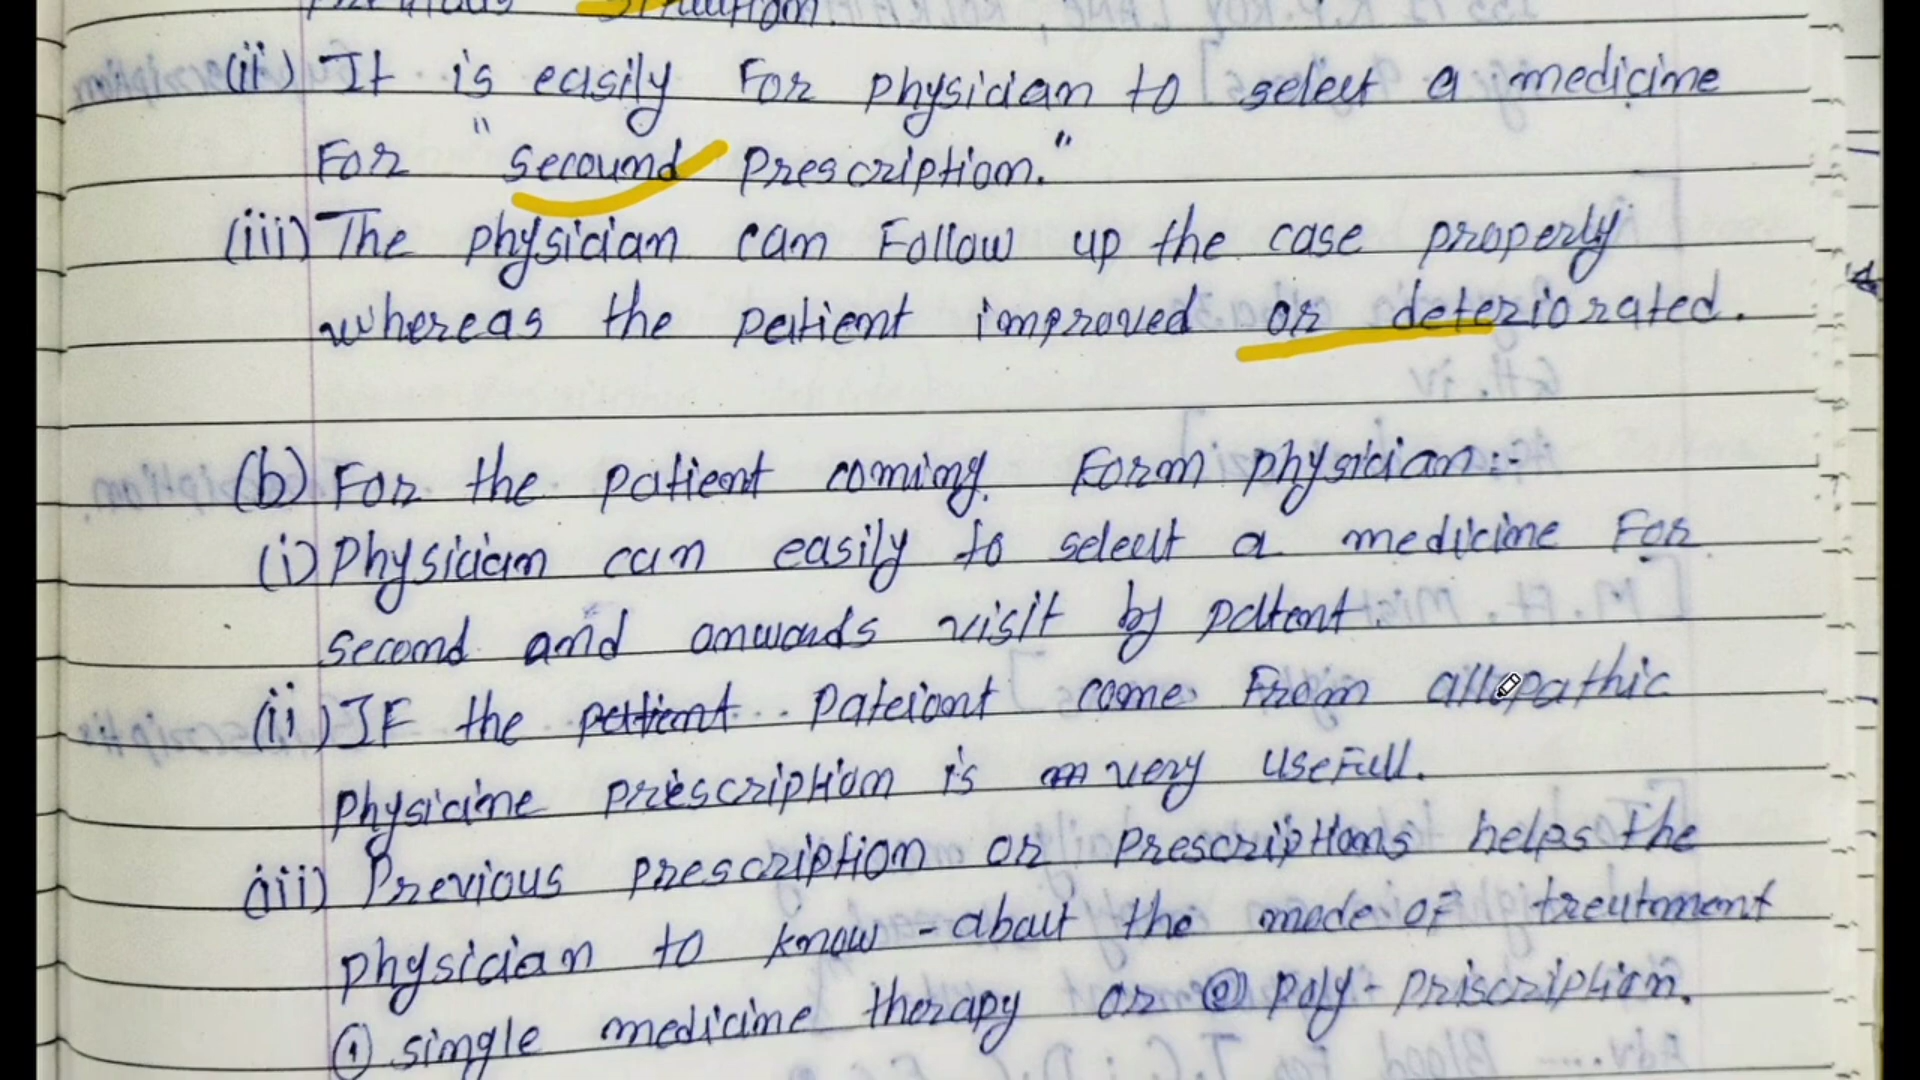 (ii) It is easily For physician to select a medicine
For "secound prescription."
(iii) The physician can Follow up the case properly
whereas the patient improved or deteriorated.
(b) For the patient coming Form physician:-
(i) Physician can easily to select a medicine For
second and onwards visit by patient.
(ii) IF the patient .. Pateiont come From allopathic
Physicine prescription is very UseFull.
(iii) Previous prescription or Prescriptions helps the
physician to know - about the mode oF treatment
① single medicine therapy or ② poly-priscription.